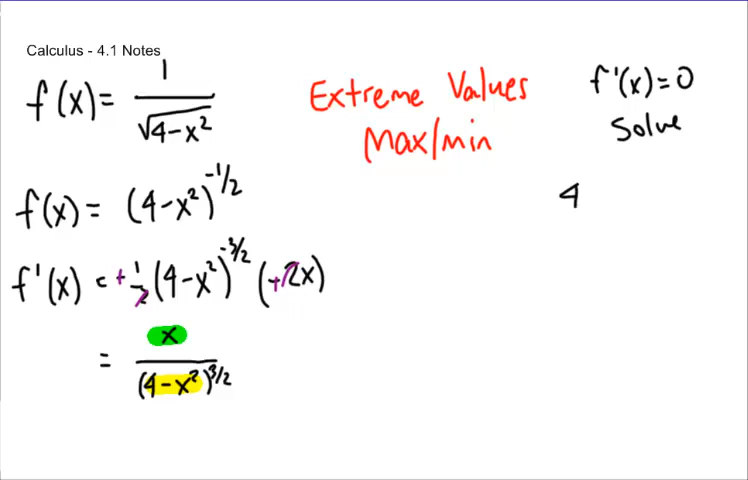 Calculus - 4.1 Notes
f(x) = 1/√(4-x²)
Extreme Values
Max/min
f'(x)=0
Solve
f(x) = (4-x²)^(-1/2)
4
f'(x) = +1/2 (4-x²)^(-3/2) (+2x)
= x/(4-x²)^(3/2)